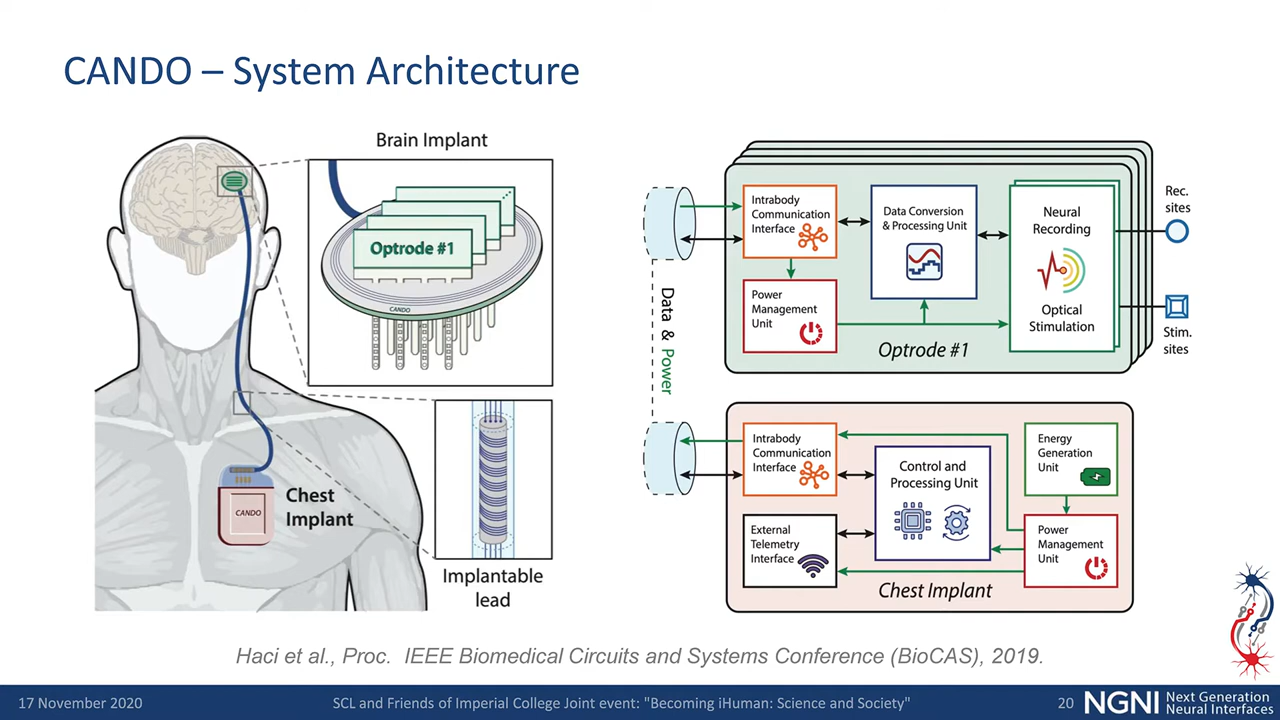 CANDO – System Architecture
Brain Implant
Optrode #1
CANDO
Chest
Implant
CANDO
Implantable
lead
Data & Power
Intrabody
Communication
Interface
Data Conversion
& Processing Unit
Neural
Recording
Optical
Stimulation
Power
Management
Unit
Optrode #1
Rec.
sites
Stim.
sites
Intrabody
Communication
Interface
Control and
Processing Unit
Energy
Generation
Unit
External
Telemetry
Interface
Power
Management
Unit
Chest Implant
Haci et al., Proc. IEEE Biomedical Circuits and Systems Conference (BioCAS), 2019.
17 November 2020
SCL and Friends of Imperial College Joint event: "Becoming iHuman: Science and Society"
20
NGNI Next Generation
Neural Interfaces